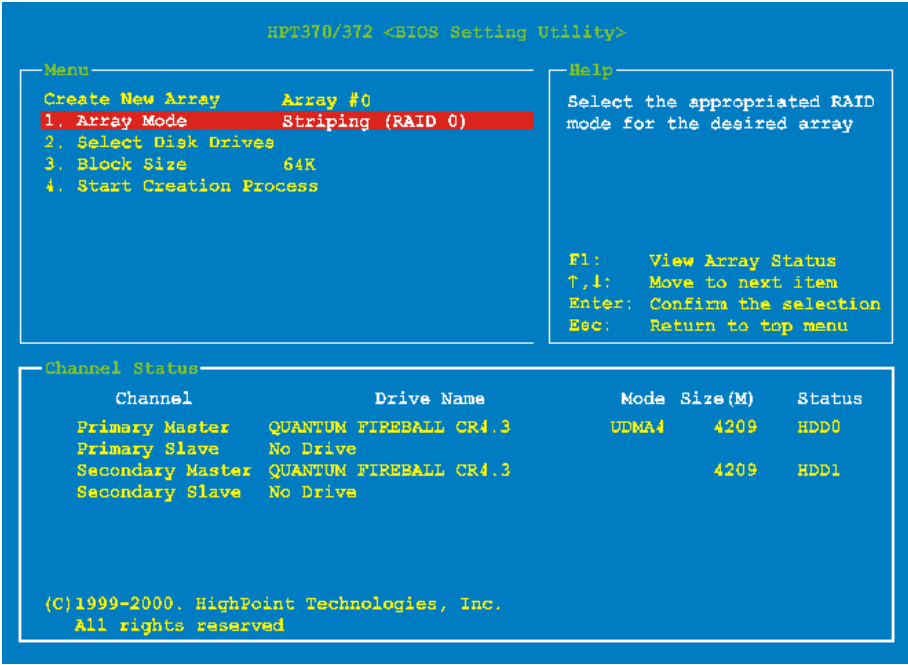 HPT370/372 <BIOS Setting Utility>
Menu
Create New Array Array #0
1. Array Mode Striping (RAID 0)
2. Select Disk Drives
3. Block Size 64K
4. Start Creation Process
Help
Select the appropriated RAID
mode for the desired array
F1: View Array Status
↑,↓: Move to next item
Enter: Confirm the selection
Esc: Return to top menu
Channel Status
Channel Drive Name Mode Size(M) Status
Primary Master QUANTUM FIREBALL CR4.3 UDMA4 4209 HDD0
Primary Slave No Drive
Secondary Master QUANTUM FIREBALL CR4.3 4209 HDD1
Secondary Slave No Drive
(C)1999-2000. HighPoint Technologies, Inc.
All rights reserved